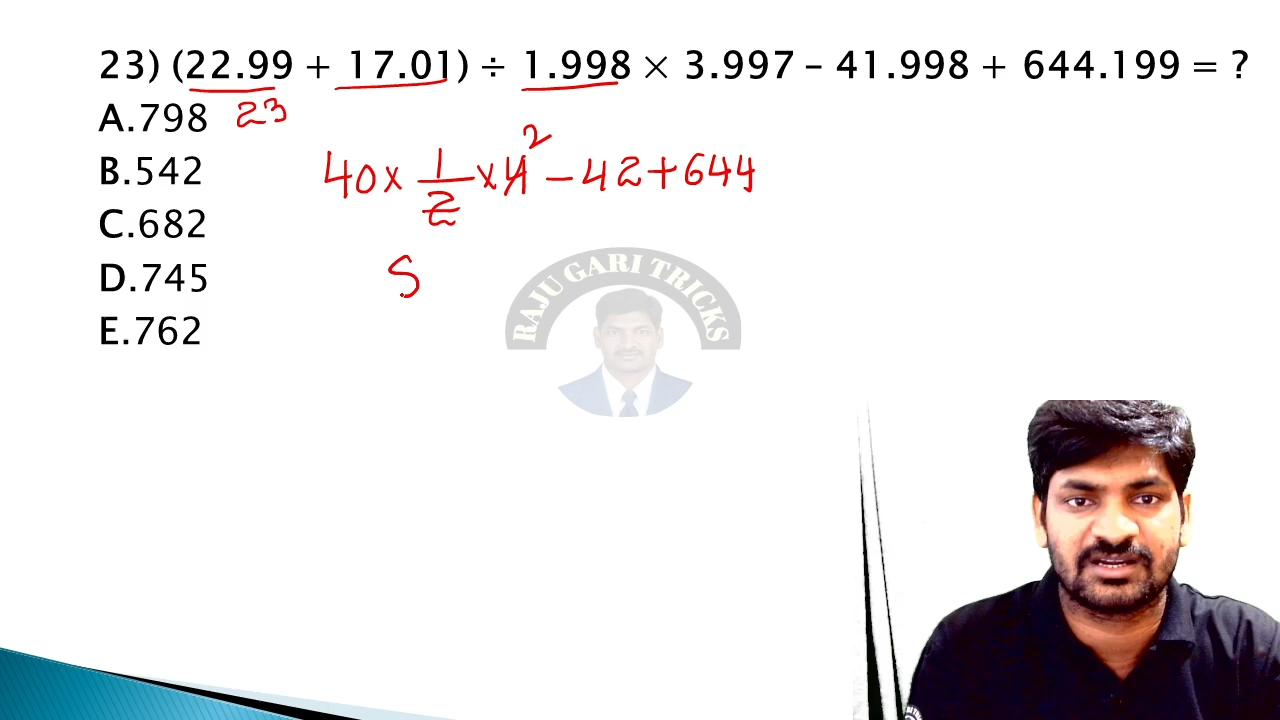 23) (22.99 + 17.01) ÷ 1.998 × 3.997 – 41.998 + 644.199 = ?
A.798
23
B.542
40 × 1/2 × 4 2 – 42 + 644
C.682
D.745
S
RAJU GARI TRICKS
E.762